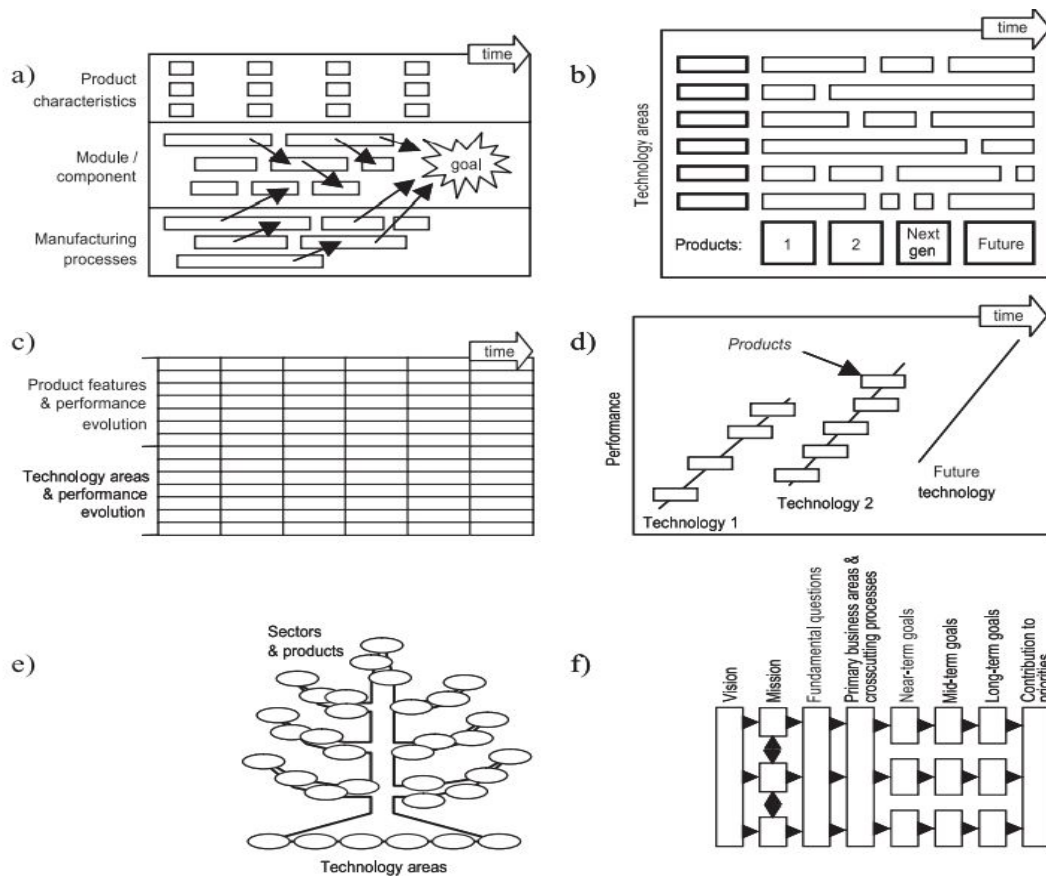 a)
time
Product
characteristics
Module /
component
goal
Manufacturing
processes
b)
time
Technology areas
Products:
1
2
Next
gen
Future
c)
time
Product features
& performance
evolution
Technology areas
& performance
evolution
d)
time
Performance
Products
Technology 1
Technology 2
Future
technology
e)
Sectors
& products
Technology areas
f)
Vision
Mission
Fundamental questions
Primary business areas &
crosscutting processes
Near-term goals
Mid-term goals
Long-term goals
Contribution to
priorities